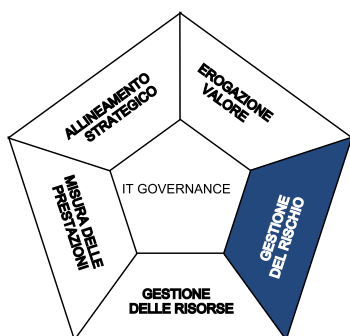 ALLINEAMENTO
STRATEGICO
EROGAZIONE
VALORE
MISURA DELLE
PRESTAZIONI
IT GOVERNANCE
GESTIONE
DEL RISCHIO
GESTIONE
DELLE RISORSE